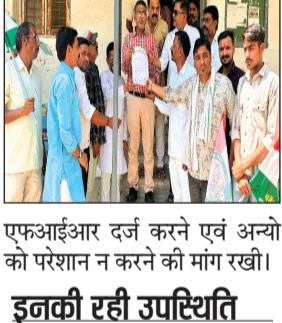 एफआईआर दर्ज करने एवं अन्यो
को परेशान न करने की मांग रखी।
इनकी रही उपस्थिति